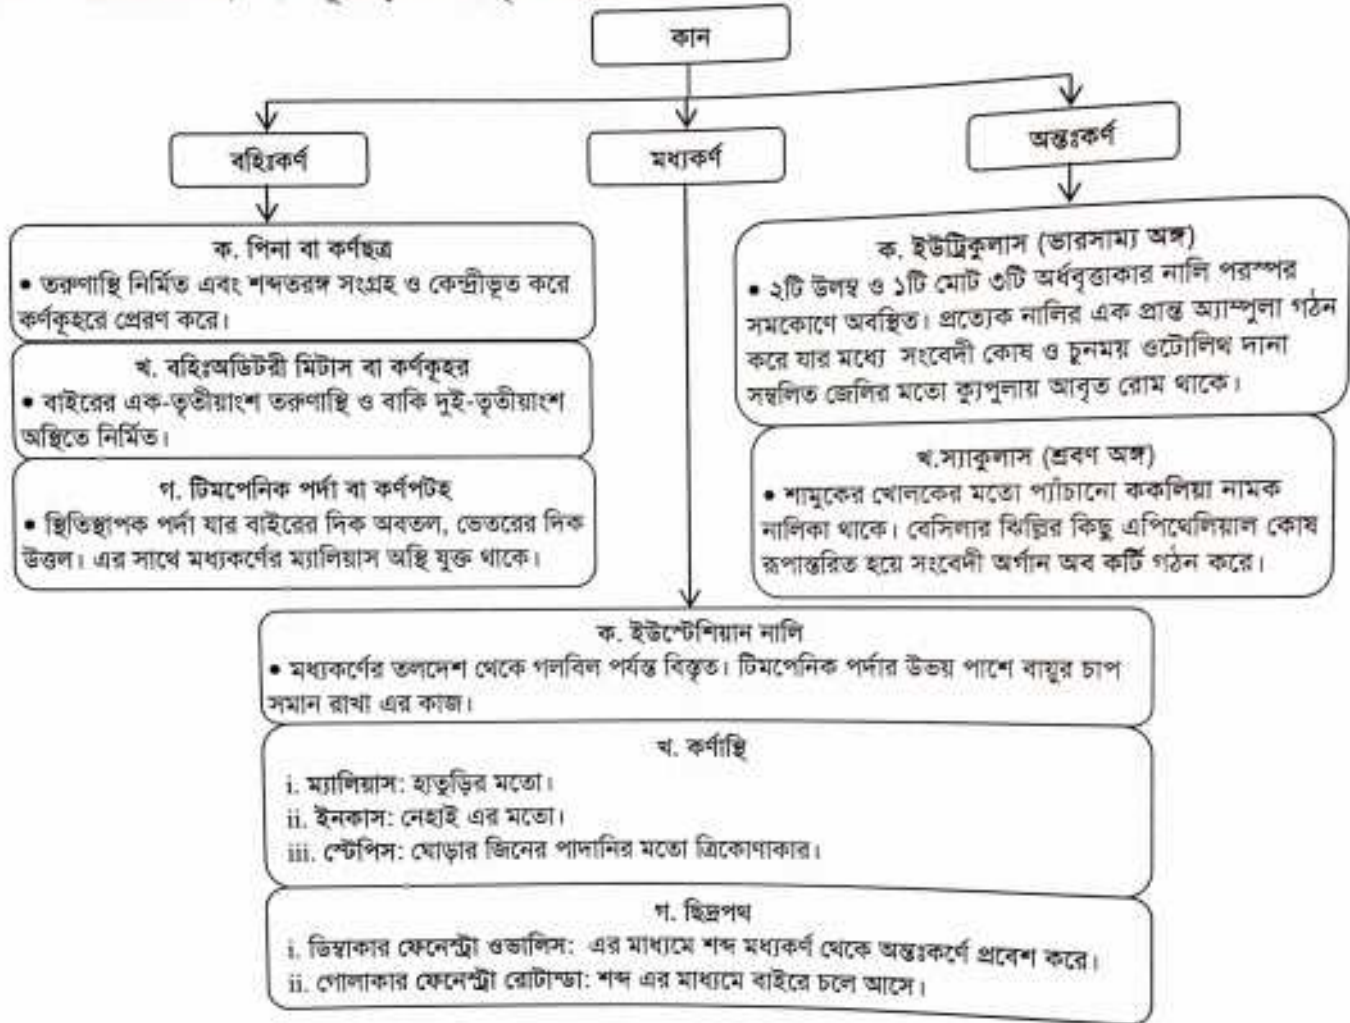 কান
বহিঃকর্ণ
মধ্যকর্ণ
অন্তঃকর্ণ
ক. পিনা বা কর্ণছত্র
• তরুণাস্থি নির্মিত এবং শব্দতরঙ্গ সংগ্রহ ও কেন্দ্রীভূত করে
কর্ণকূহরে প্রেরণ করে।
খ. বহিঃঅডিটরী মিটাস বা কর্ণকূহর
• বাইরের এক-তৃতীয়াংশ তরুণাস্থি ও বাকি দুই-তৃতীয়াংশ
অস্থিতে নির্মিত।
গ. টিমপেনিক পর্দা বা কর্ণপটহ
• স্থিতিস্থাপক পর্দা যার বাইরের দিক অবতল, ভেতরের দিক
উত্তল। এর সাথে মধ্যকর্ণের ম্যালিয়াস অস্থি যুক্ত থাকে।
ক. ইউট্রিকুলাস (ভারসাম্য অঙ্গ)
• ২টি উলম্ব ও ১টি মোট ৩টি অর্ধবৃত্তাকার নালি পরস্পর
সমকোণে অবস্থিত। প্রত্যেক নালির এক প্রান্ত অ্যাম্পুলা গঠন
করে যার মধ্যে সংবেদী কোষ ও চুনময় ওটোলিথ দানা
সম্বলিত জেলির মতো ক্যুপুলায় আবৃত রোম থাকে।
খ.স্যাকুলাস (শ্রবণ অঙ্গ)
• শামুকের খোলকের মতো প্যাঁচানো ককলিয়া নামক
নালিকা থাকে। বেসিলার ঝিল্লির কিছু এপিথেলিয়াল কোষ
রূপান্তরিত হয়ে সংবেদী অর্গান অব কর্টি গঠন করে।
ক. ইউস্টেশিয়ান নালি
• মধ্যকর্ণের তলদেশ থেকে গলবিল পর্যন্ত বিস্তৃত। টিমপেনিক পর্দার উভয় পাশে বায়ুর চাপ
সমান রাখা এর কাজ।
খ. কর্ণাস্থি
i. ম্যালিয়াস: হাতুড়ির মতো।
ii. ইনকাস: নেহাই এর মতো।
iii. স্টেপিস: ঘোড়ার জিনের পাদানির মতো ত্রিকোণাকার।
গ. ছিদ্রপথ
i. ডিম্বাকার ফেনেস্ট্রা ওভালিস: এর মাধ্যমে শব্দ মধ্যকর্ণ থেকে অন্তঃকর্ণে প্রবেশ করে।
ii. গোলাকার ফেনেস্ট্রা রোটান্ডা: শব্দ এর মাধ্যমে বাইরে চলে আসে।